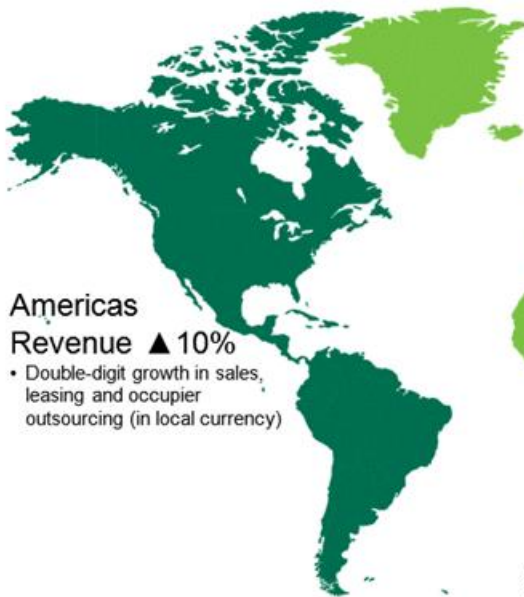 Americas
Revenue ▲10%
• Double-digit growth in sales,
leasing and occupier
outsourcing (in local currency)